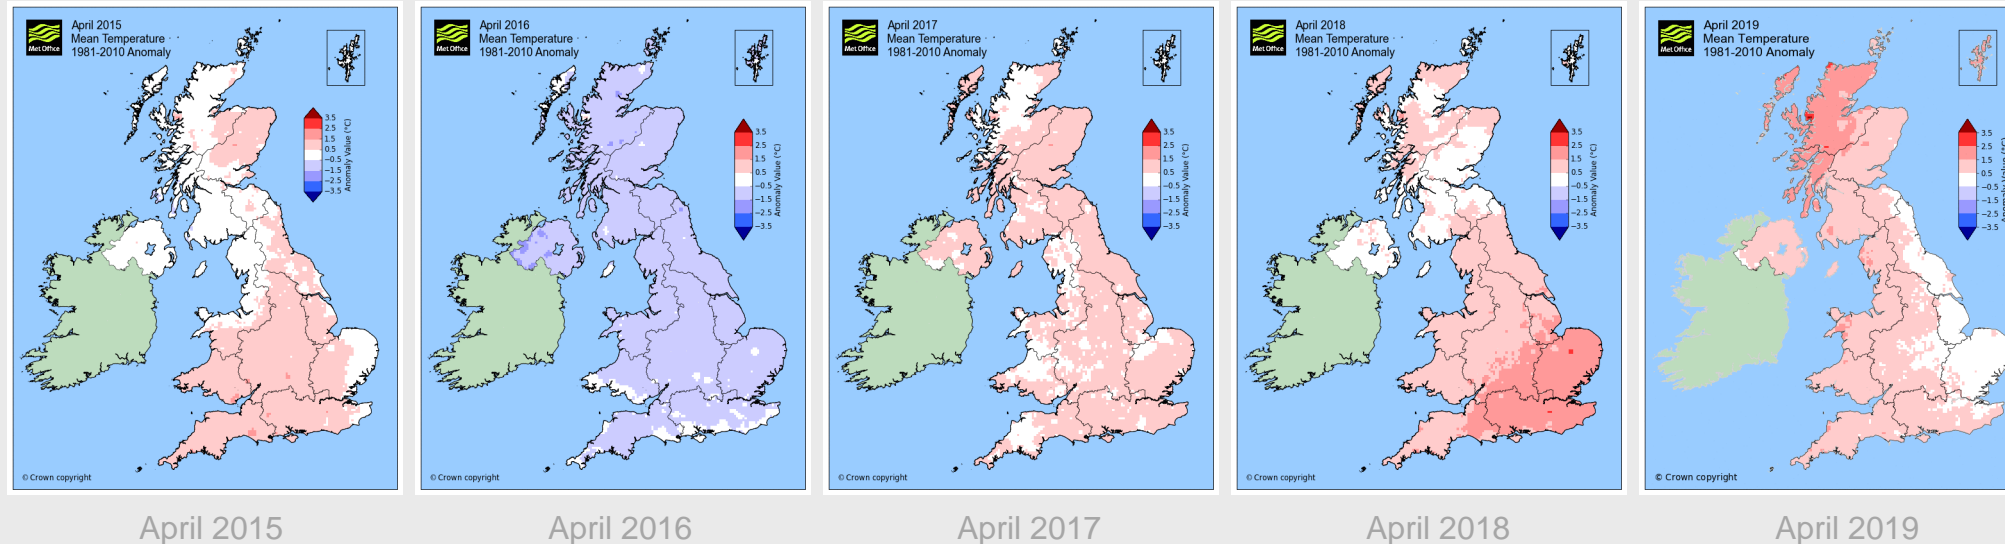 April 2015
Mean Temperature
1981-2010 Anomaly
Met Office
3.5
2.5
1.5
0.5
−0.5
−1.5
−2.5
−3.5
Anomaly Value (°C)
© Crown copyright
April 2015
April 2016
Mean Temperature
1981-2010 Anomaly
Met Office
3.5
2.5
1.5
0.5
−0.5
−1.5
−2.5
−3.5
Anomaly Value (°C)
© Crown copyright
April 2016
April 2017
Mean Temperature
1981-2010 Anomaly
Met Office
3.5
2.5
1.5
0.5
−0.5
−1.5
−2.5
−3.5
Anomaly Value (°C)
© Crown copyright
April 2017
April 2018
Mean Temperature
1981-2010 Anomaly
Met Office
3.5
2.5
1.5
0.5
−0.5
−1.5
−2.5
−3.5
Anomaly Value (°C)
© Crown copyright
April 2018
April 2019
Mean Temperature
1981-2010 Anomaly
Met Office
3.5
2.5
1.5
0.5
−0.5
−1.5
−2.5
−3.5
Anomaly Value (°C)
© Crown copyright
April 2019